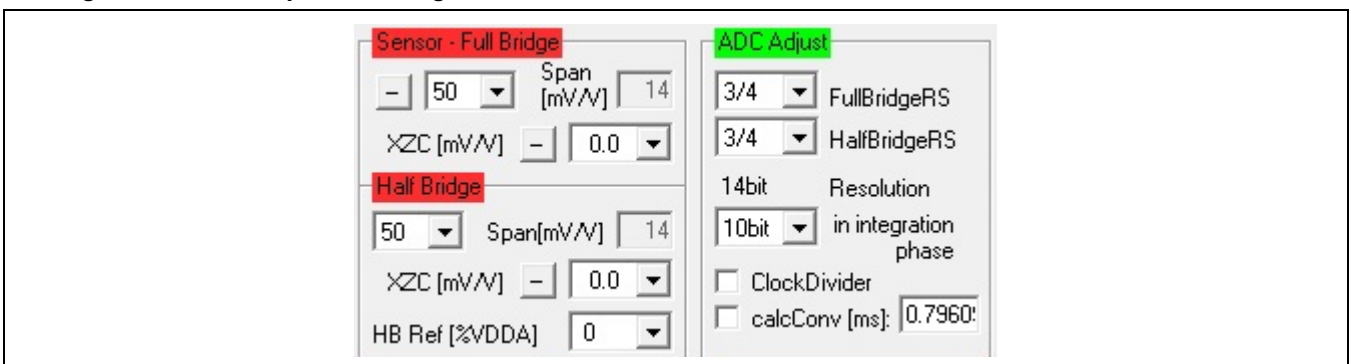 Sensor - Full Bridge
- 50 Span [mV/V] 14
XZC [mV/V] - 0.0
Half Bridge
50 Span[mV/V] 14
XZC [mV/V] - 0.0
HB Ref [%VDDA] 0
ADC Adjust
3/4 FullBridgeRS
3/4 HalfBridgeRS
14bit Resolution
10bit in integration
phase
ClockDivider
calcConv [ms]: 0.7960